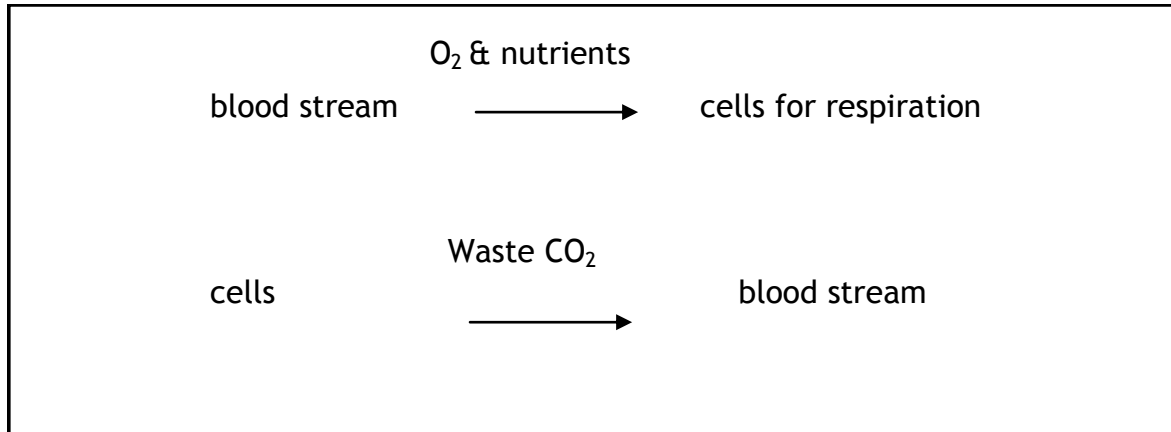 O₂ & nutrients
blood stream cells for respiration
Waste CO₂
cells blood stream